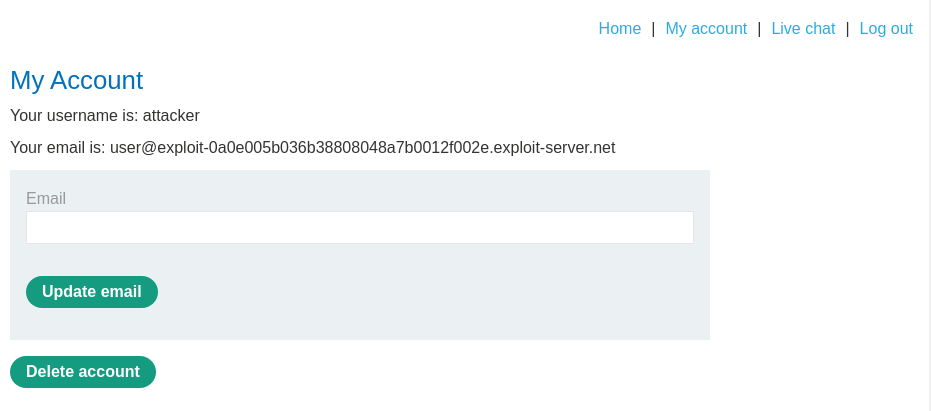 Home | My account | Live chat | Log out
My Account
Your username is: attacker
Your email is: user@exploit-0a0e005b036b38808048a7b0012f002e.exploit-server.net
Email
Update email
Delete account